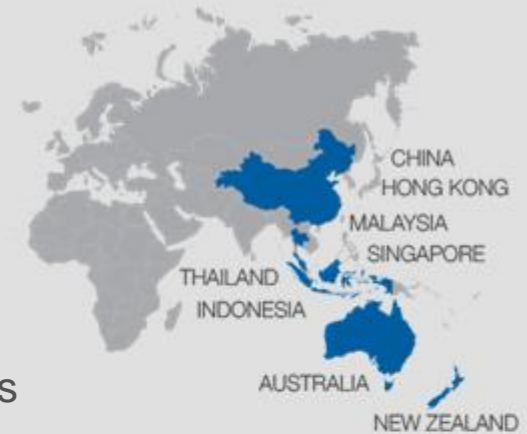 CHINA
HONG KONG
MALAYSIA
SINGAPORE
THAILAND
INDONESIA
AUSTRALIA
NEW ZEALAND